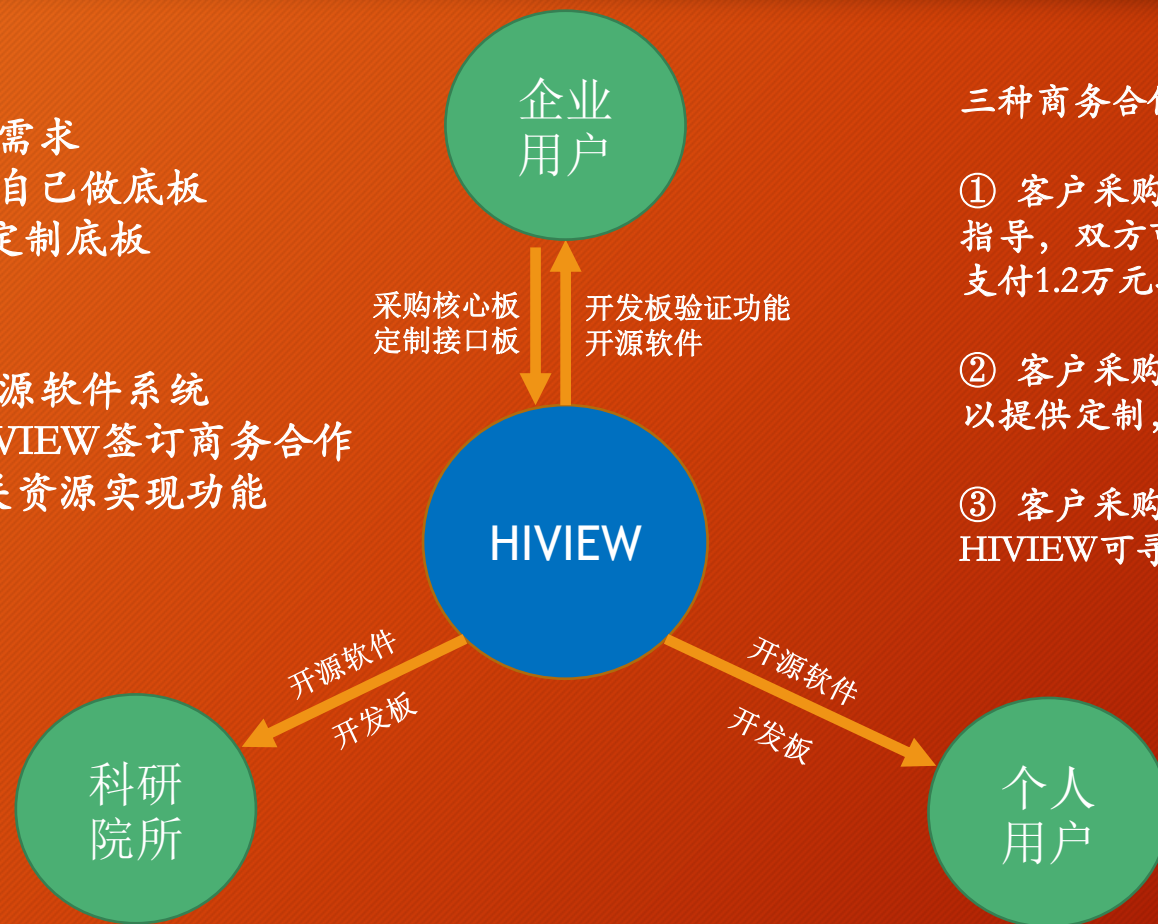 企业
用户
需求
自己做底板
定制底板
源软件系统
VIEW签订商务合作
资源实现功能
采购核心板
定制接口板
开发板验证功能
开源软件
三种商务合
① 客户采购
指导，双方
支付1.2万元
② 客户采购
以提供定制，
③ 客户采购
HIVIEW可寻
HIVIEW
开源软件
开发板
开源软件
开发板
科研
院所
个人
用户